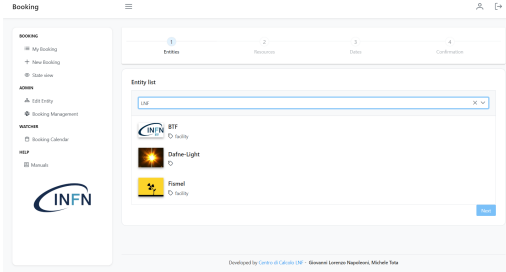 Booking
BOOKING
My Booking
New Booking
State view
ADMIN
Edit Entity
Booking Management
WATCHER
Booking Calendar
HELP
Manuals
INFN
1
Entities
2
Resources
3
Dates
4
Confirmation
Entity list
LNF
INFN
BTF
facility
Dafne-Light
Fismel
facility
Next
Developed by Centro di Calcolo LNF - Giovanni Lorenzo Napoleoni, Michele Tota